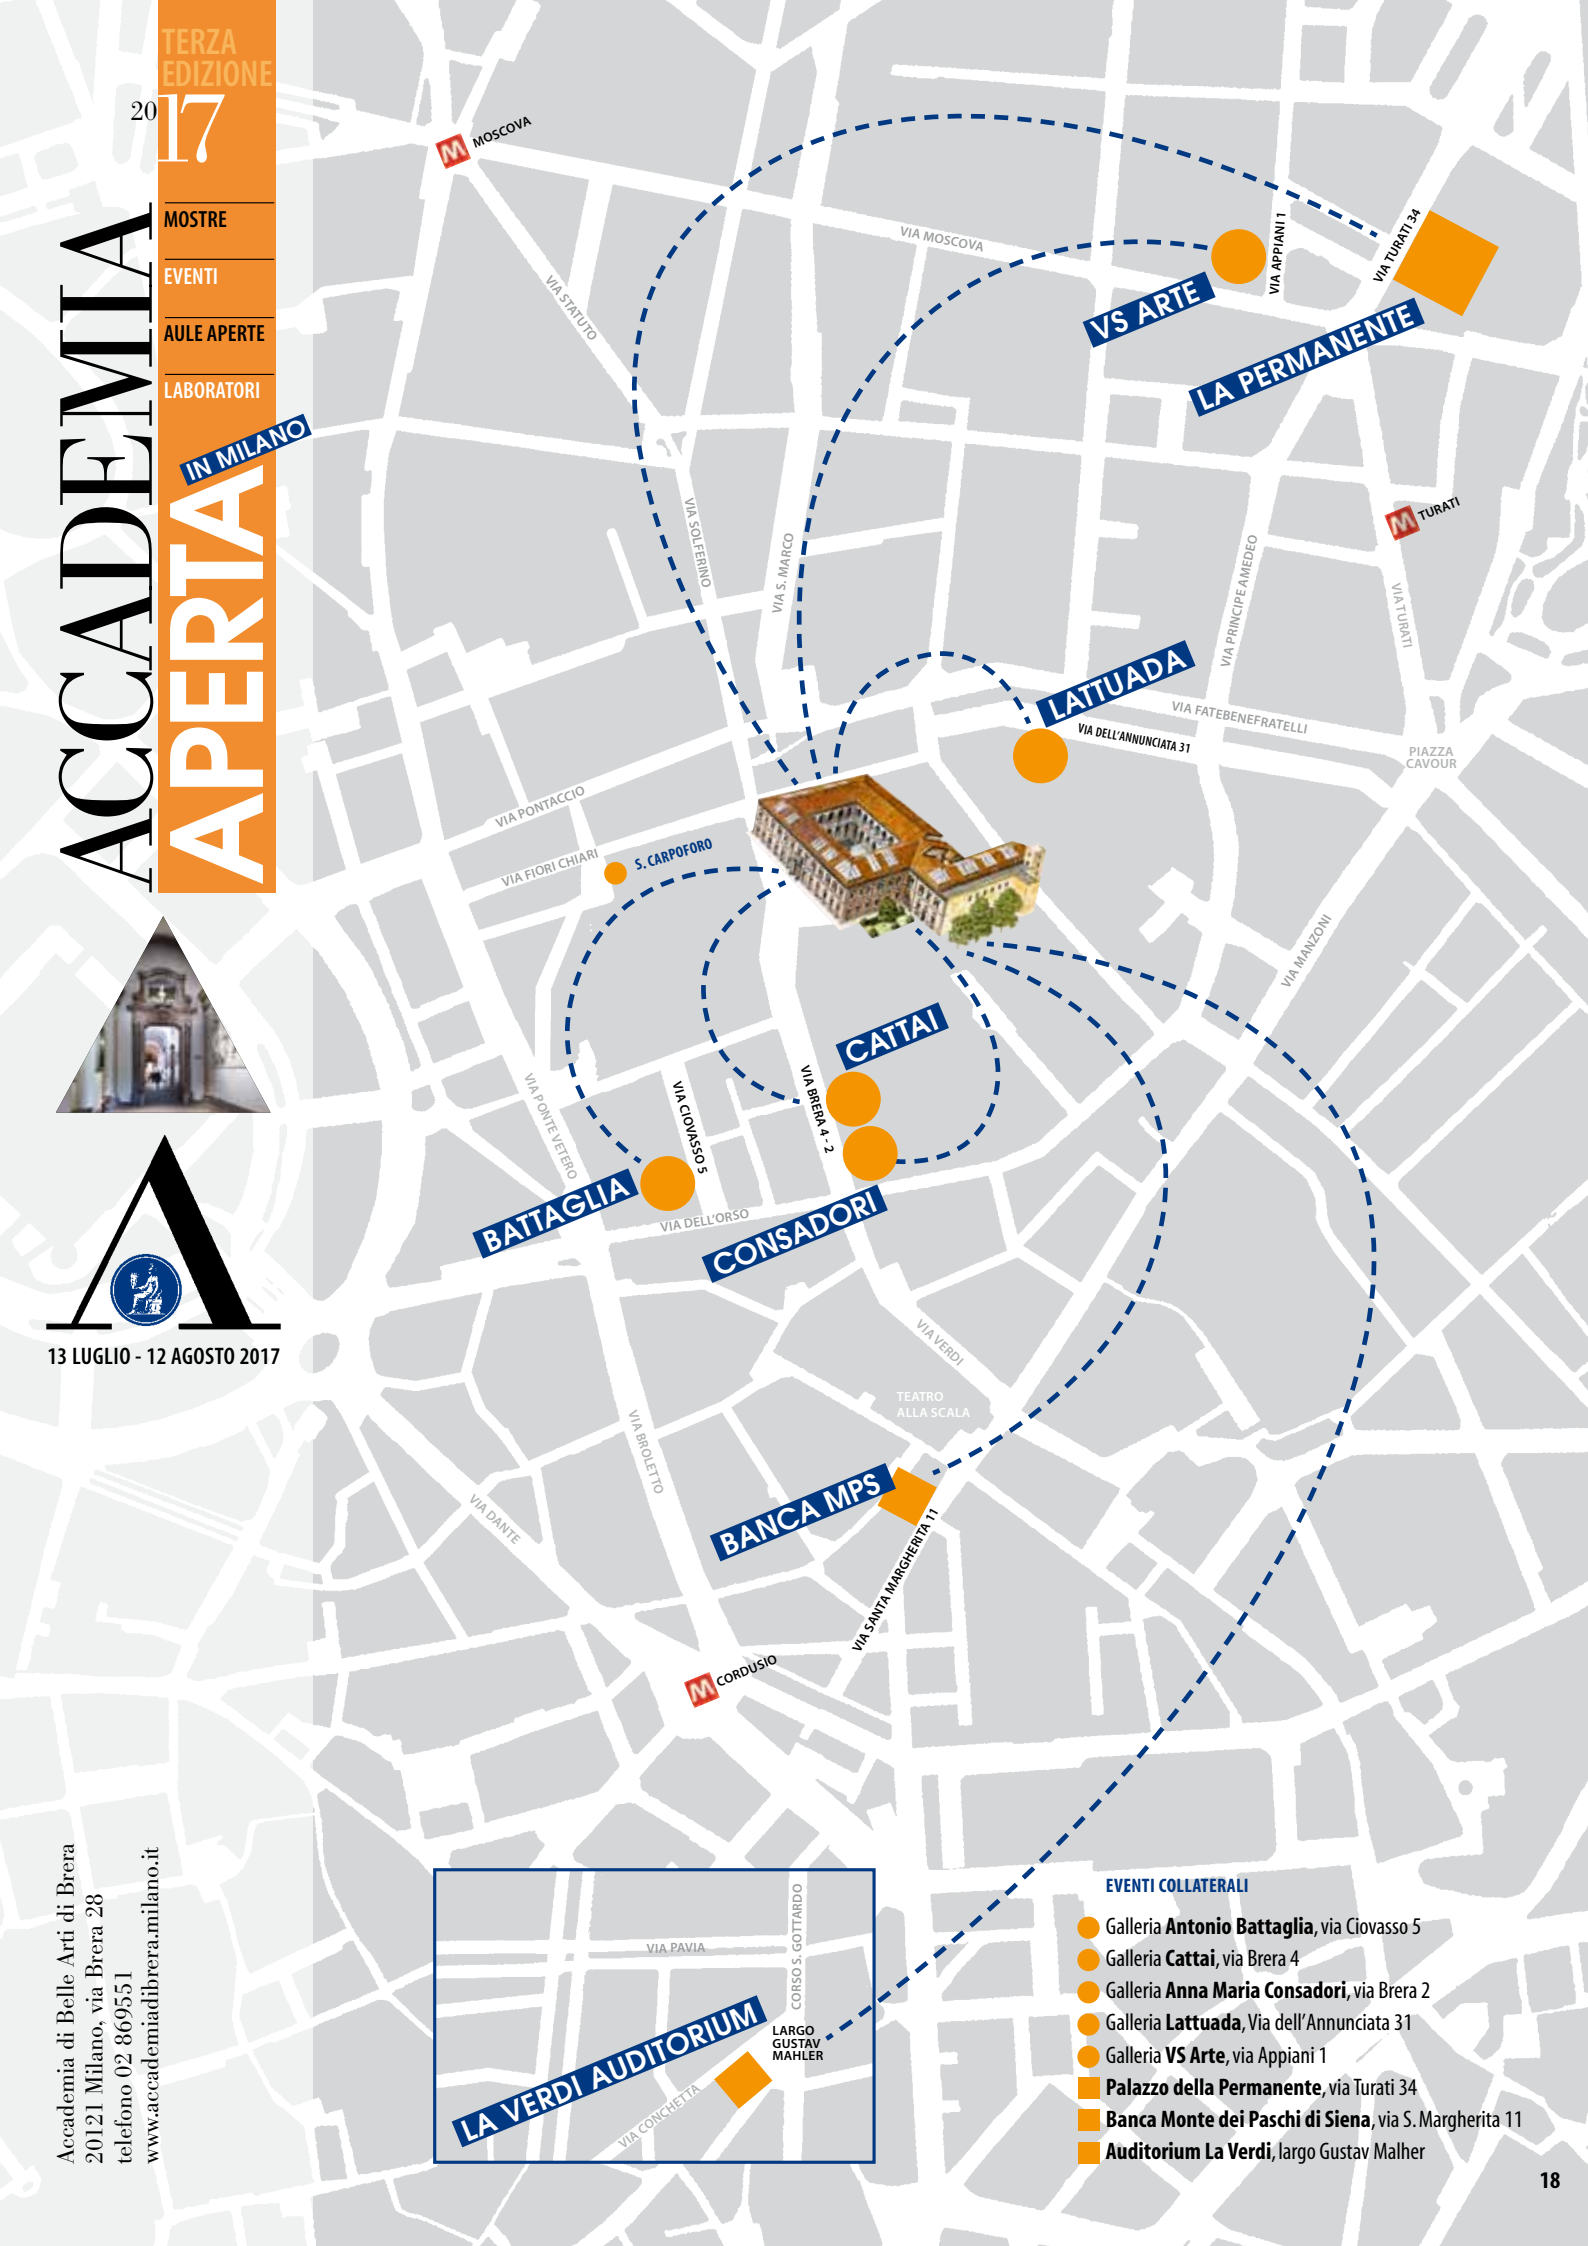 TERZA
EDIZIONE
2017
MOSTRE
EVENTI
AULE APERTE
LABORATORI
ACCADEMIA
APERTA
IN MILANO
13 LUGLIO - 12 AGOSTO 2017
Accademia di Belle Arti di Brera
20121 Milano, via Brera 28
telefono 02 869551
www.accademiadibrera.milano.it
M MOSCOVA
VIA MOSCOVA
VIA STATUTO
VIA APPIANI 1
VIA TURATI 34
VS ARTE
LA PERMANENTE
M TURATI
VIA SOLFERINO
VIA S. MARCO
VIA PRINCIPE AMEDEO
VIA TURATI
LATTUADA
VIA FATEBENEFRATELLI
VIA DELL'ANNUNCIATA 31
PIAZZA
CAVOUR
VIA PONTACCIO
VIA FIORI CHIARI
S. CARPOFORO
VIA MANZONI
CATTAI
VIA BRERA 4 - 2
VIA CIOVASSO 5
VIA PONTE VETERO
BATTAGLIA
VIA DELL'ORSO
CONSADORI
VIA VERDI
TEATRO
ALLA SCALA
VIA BROLETTO
VIA DANTE
BANCA MPS
VIA SANTA MARGHERITA 11
M CORDUSIO
VIA PAVIA
CORSO S. GOTTARDO
LA VERDI AUDITORIUM
LARGO
GUSTAV
MAHLER
VIA CONCHETTA
EVENTI COLLATERALI
Galleria Antonio Battaglia, via Ciovasso 5
Galleria Cattai, via Brera 4
Galleria Anna Maria Consadori, via Brera 2
Galleria Lattuada, Via dell'Annunciata 31
Galleria VS Arte, via Appiani 1
Palazzo della Permanente, via Turati 34
Banca Monte dei Paschi di Siena, via S. Margherita 11
Auditorium La Verdi, largo Gustav Malher
18